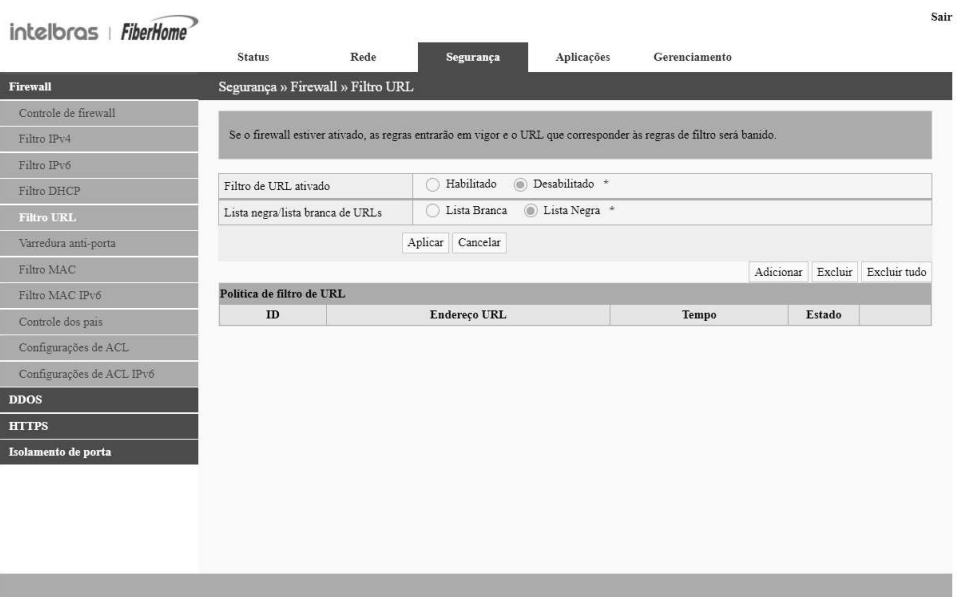 Sair
intelbras | FiberHome
Status Rede Segurança Aplicações Gerenciamento
Firewall
Controle de firewall
Filtro IPv4
Filtro IPv6
Filtro DHCP
Filtro URL
Varredura anti-porta
Filtro MAC
Filtro MAC IPv6
Controle dos pais
Configurações de ACL
Configurações de ACL IPv6
DDOS
HTTPS
Isolamento de porta
Segurança » Firewall » Filtro URL
Se o firewall estiver ativado, as regras entrarão em vigor e o URL que corresponder às regras de filtro será banido.
Filtro de URL ativado Habilitado Desabilitado *
Lista negra/lista branca de URLs Lista Branca Lista Negra *
Aplicar Cancelar
Adicionar Excluir Excluir tudo
Política de filtro de URL
ID Endereço URL Tempo Estado